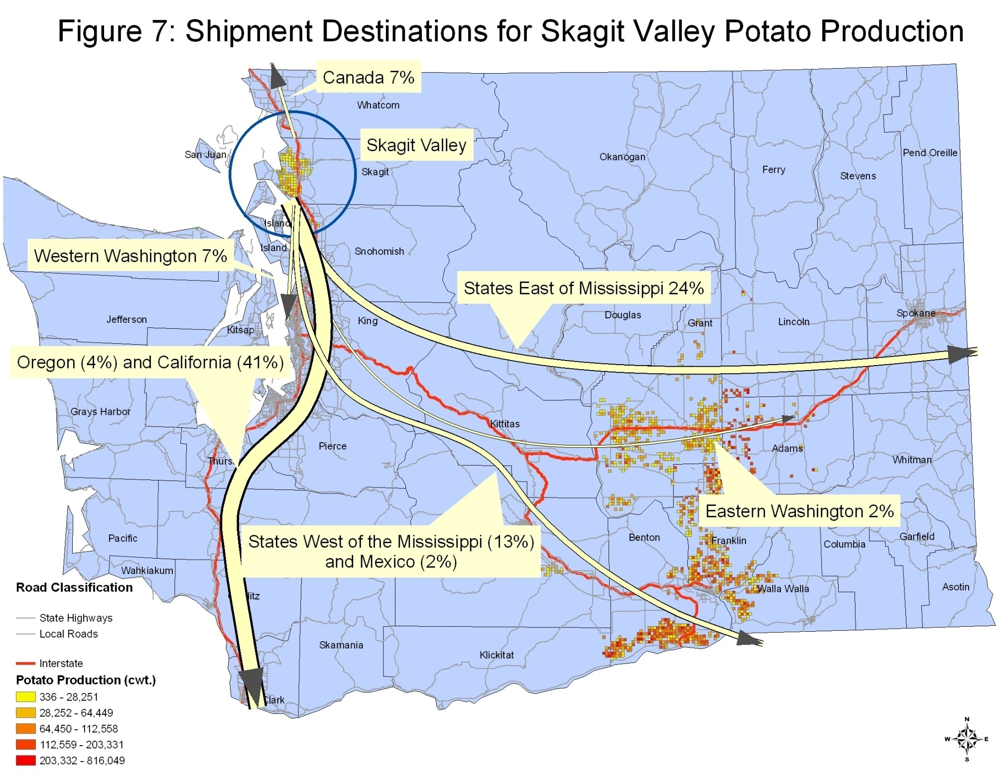 Figure 7: Shipment Destinations for Skagit Valley Potato Production
Canada 7%
Whatcom
Skagit Valley
San Juan
Skagit
Okanogan
Ferry
Stevens
Pend Oreille
Island
Island
Western Washington 7%
Snohomish
States East of Mississippi 24%
Jefferson
Kitsap
King
Douglas
Grant
Lincoln
Spokane
Oregon (4%) and California (41%)
Grays Harbor
Kittitas
Pierce
Thurs
Adams
Whitman
Eastern Washington 2%
Pacific
States West of the Mississippi (13%)
and Mexico (2%)
Benton
Franklin
Columbia
Garfield
Wahkiakum
litz
Walla Walla
Asotin
Skamania
Klickitat
Clark
Road Classification
State Highways
Local Roads
Interstate
Potato Production (cwt.)
336 - 28,251
28,252 - 64,449
64,450 - 112,558
112,559 - 203,331
203,332 - 816,049
N
W E
S